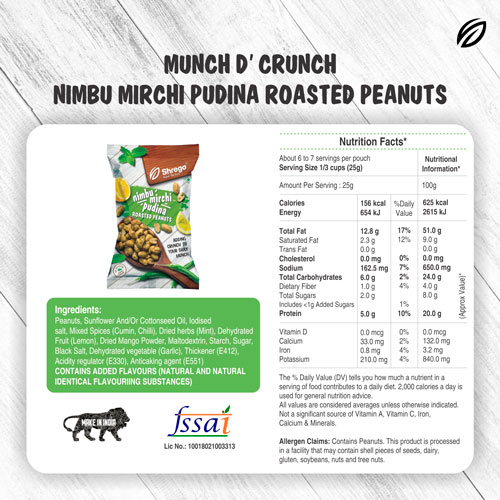 MUNCH D' CRUNCH
NIMBU MIRCHI PUDINA ROASTED PEANUTS
Shrego
nimbu
mirchi
pudina
ROASTED PEANUTS
ADDING
CRUNCH TO
YOUR EVERY
MUNCH
Ingredients:
Peanuts, Sunflower And/Or Cottonseed Oil, Iodised
salt, Mixed Spices (Cumin, Chilli), Dried herbs (Mint), Dehydrated
Fruit (Lemon), Dried Mango Powder, Maltodextrin, Starch, Sugar,
Black Salt, Dehydrated vegetable (Garlic), Thickener (E412),
Acidity regulator (E330), Anticaking agent (E551)
CONTAINS ADDED FLAVOURS (NATURAL AND NATURAL
IDENTICAL FLAVOURIING SUBSTANCES)
MAKE IN INDIA
fssai
Lic No.: 10018021003313
Nutrition Facts*
About 6 to 7 servings per pouch
Serving Size 1/3 cups (25g)
Nutritional
Information*
Amount Per Serving : 25g 100g
Calories 156 kcal %Daily 625 kcal
Energy 654 kJ Value 2615 kJ
Total Fat 12.8 g 17% 51.0 g
Saturated Fat 2.3 g 12% 9.0 g
Trans Fat 0.0 g 0.0 g
Cholesterol 0.0 mg 0% 0.0 mg
Sodium 162.5 mg 7% 650.0 mg
Total Carbohydrates 6.0 g 2% 24.0 g
Dietary Fiber 1.0 g 4% 4.0 g
Total Sugars 2.0 g 8.0 g
Includes <1g Added Sugars 1%
Protein 5.0 g 10% 20.0 g
(Approx Value)*
Vitamin D 0.0 mcg 0% 0.0 mcg
Calcium 33.0 mg 2% 132.0 mg
Iron 0.8 mg 4% 3.2 mg
Potassium 210.0 mg 4% 840.0 mg
The % Daily Value (DV) tells you how much a nutrient in a
serving of food contributes to a daily diet. 2,000 calories a day is
used for general nutrition advice.
All values are considered averages unless otherwise indicated.
Not a significant source of Vitamin A, Vitamin C, Iron,
Calcium & Minerals.
Allergen Claims: Contains Peanuts. This product is processed
in a facility that may contain shell pieces of seeds, dairy,
gluten, soybeans, nuts and tree nuts.